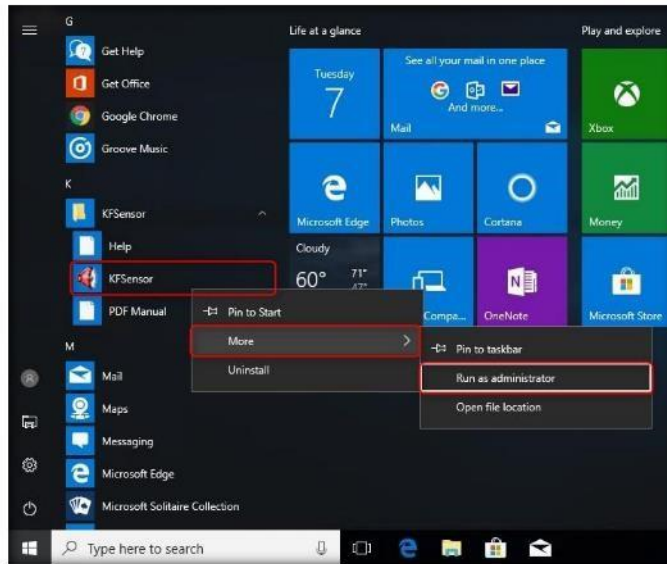 G
Get Help
Get Office
Google Chrome
Groove Music
K
KFSensor
Help
KFSensor
PDF Manual
M
Mail
Maps
Messaging
Microsoft Edge
Microsoft Solitaire Collection
Type here to search
Pin to Start
More
Uninstall
Pin to taskbar
Run as administrator
Open file location
Life at a glance
Tuesday
7
See all your mail in one place
And more...
Mail
Microsoft Edge
Photos
Cortana
Cloudy
60° 71°
47°
Compa...
OneNote
Play and explore
Xbox
Money
Microsoft Store